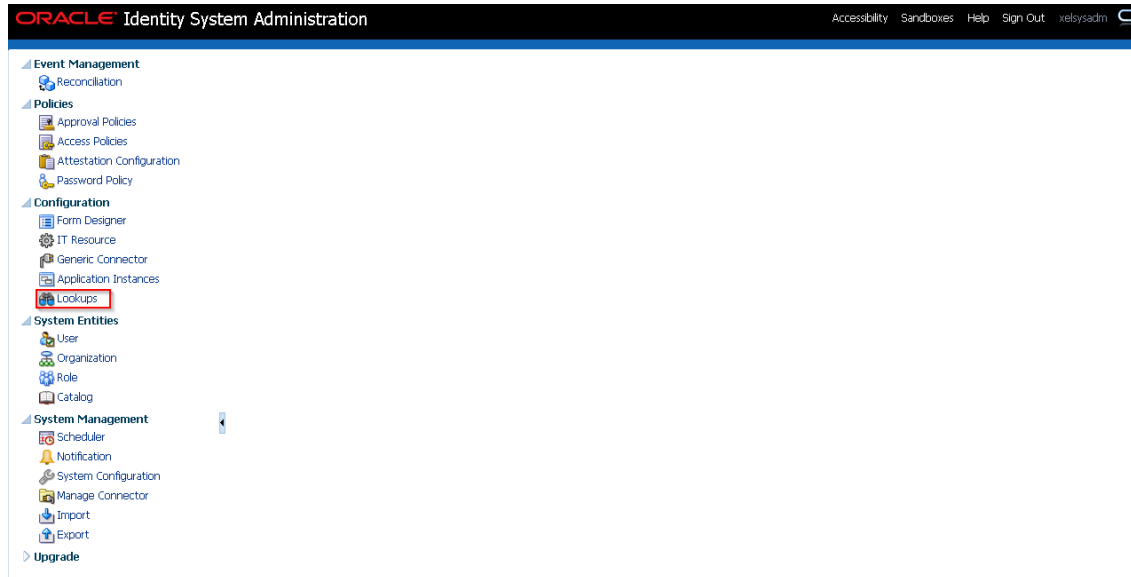 ORACLE Identity System Administration
Accessibility Sandboxes Help Sign Out xelsysadm
Event Management
Reconciliation
Policies
Approval Policies
Access Policies
Attestation Configuration
Password Policy
Configuration
Form Designer
IT Resource
Generic Connector
Application Instances
Lookups
System Entities
User
Organization
Role
Catalog
System Management
Scheduler
Notification
System Configuration
Manage Connector
Import
Export
Upgrade